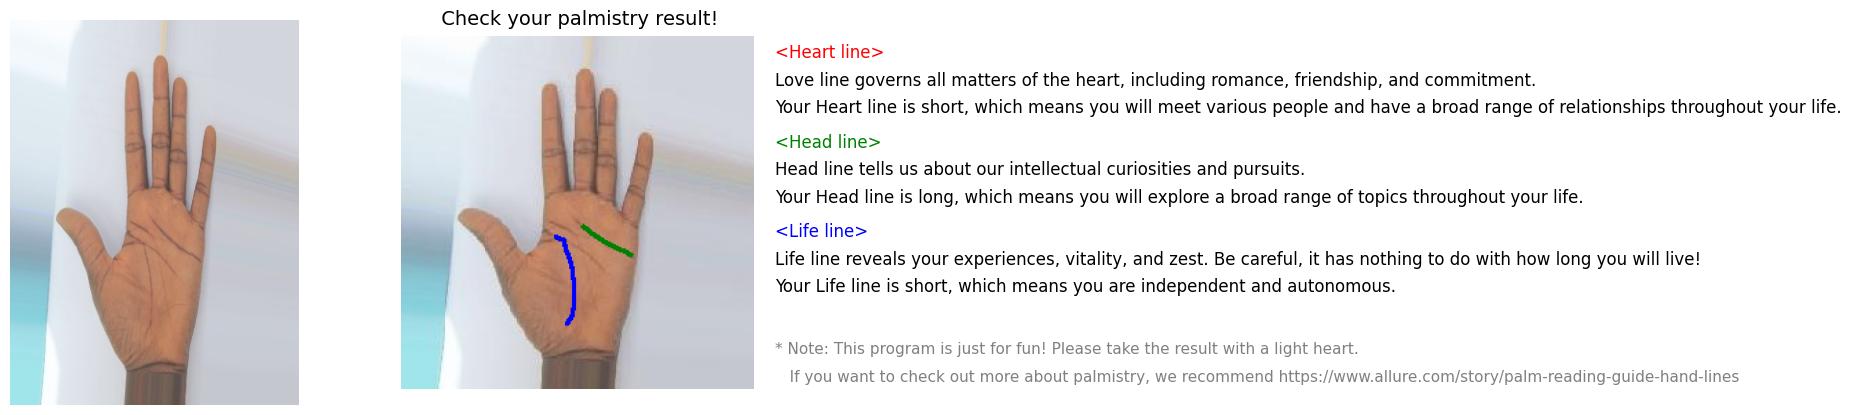 Check your palmistry result!
<Heart line>
Love line governs all matters of the heart, including romance, friendship, and commitment.
Your Heart line is short, which means you will meet various people and have a broad range of relationships throughout your life.
<Head line>
Head line tells us about our intellectual curiosities and pursuits.
Your Head line is long, which means you will explore a broad range of topics throughout your life.
<Life line>
Life line reveals your experiences, vitality, and zest. Be careful, it has nothing to do with how long you will live!
Your Life line is short, which means you are independent and autonomous.
* Note: This program is just for fun! Please take the result with a light heart.
If you want to check out more about palmistry, we recommend https://www.allure.com/story/palm-reading-guide-hand-lines